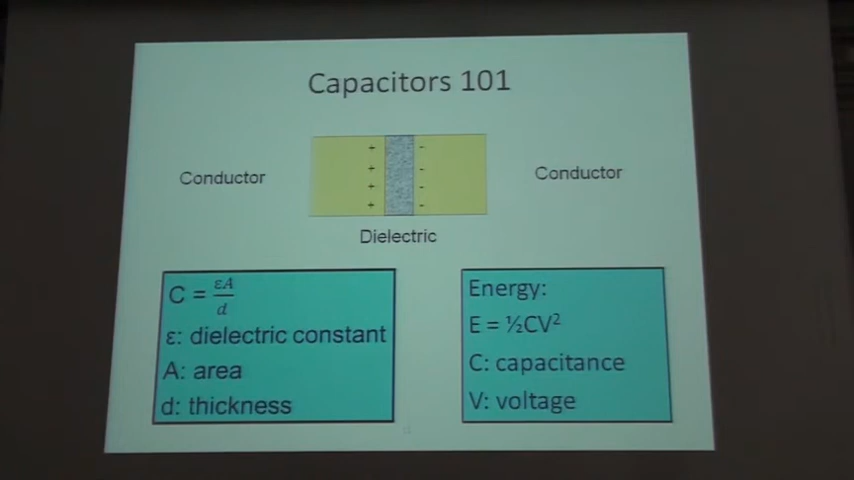 Capacitors 101
Conductor
+ -
+ -
+ -
+ -
Conductor
Dielectric
C = εA/d
ε: dielectric constant
A: area
d: thickness
Energy:
E = ½CV²
C: capacitance
V: voltage